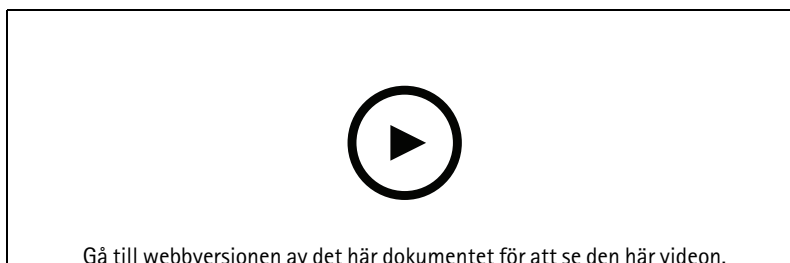 Gå till webbversionen av det här dokumentet för att se den här videon.